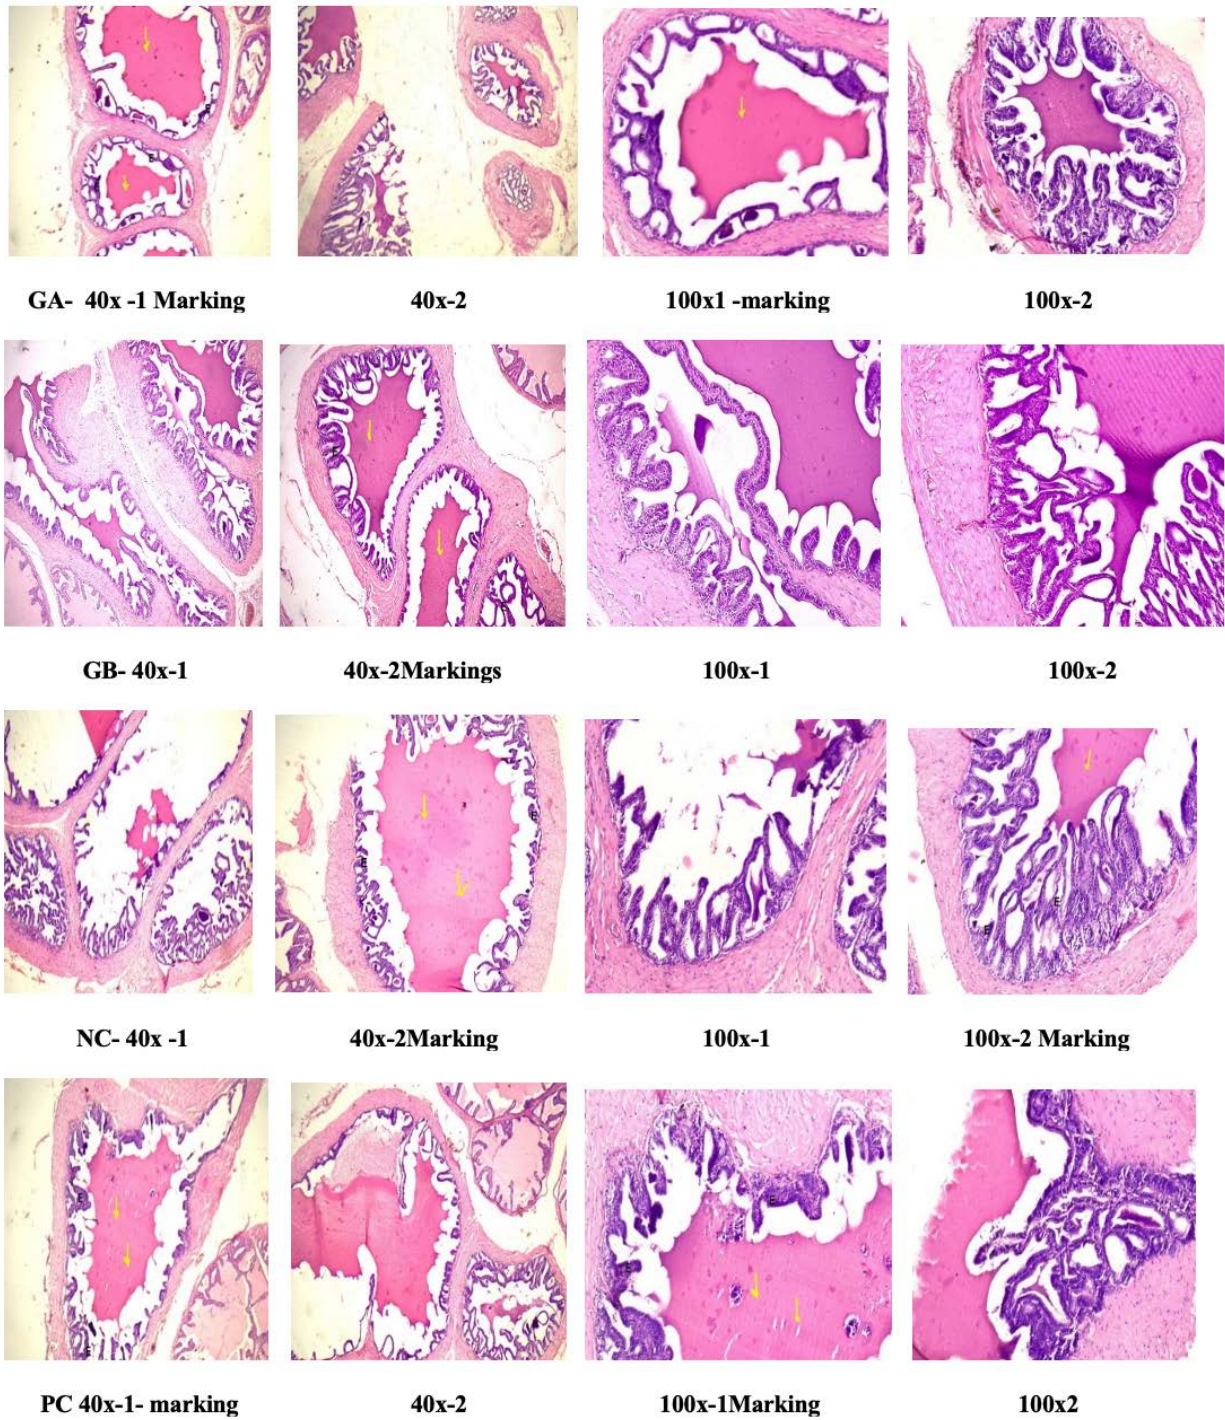 GA- 40x -1 Marking 40x-2 100x1 -marking 100x-2
GB- 40x-1 40x-2Markings 100x-1 100x-2
NC- 40x -1 40x-2Marking 100x-1 100x-2 Marking
PC 40x-1- marking 40x-2 100x-1Marking 100x2